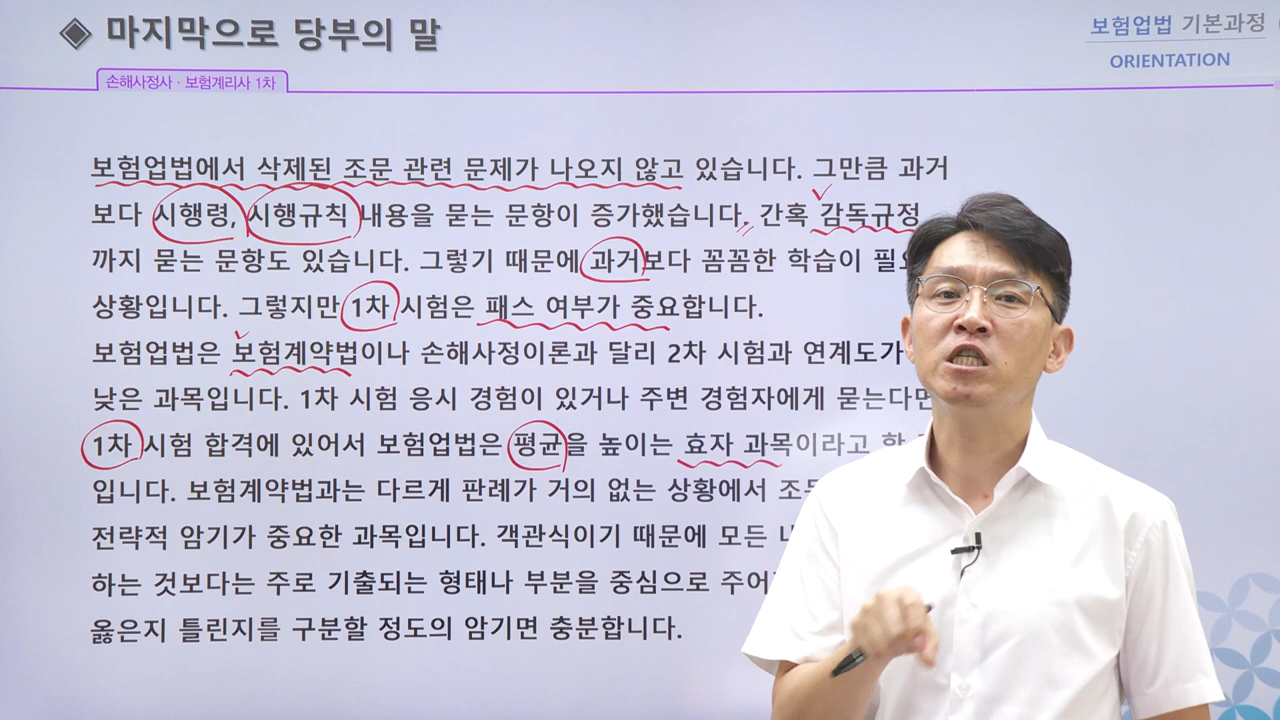 ◈ 마지막으로 당부의 말
보험업법 기본과정
ORIENTATION
손해사정사 · 보험계리사 1차
보험업법에서 삭제된 조문 관련 문제가 나오지 않고 있습니다. 그만큼 과거
보다 시행령, 시행규칙 내용을 묻는 문항이 증가했습니다. 간혹 감독규정
까지 묻는 문항도 있습니다. 그렇기 때문에 과거보다 꼼꼼한 학습이
상황입니다. 그렇지만 1차 시험은 패스 여부가 중요합니다.
보험업법은 보험계약법이나 손해사정이론과 달리 2차 시험과 연계도가
낮은 과목입니다. 1차 시험 응시 경험이 있거나 주변 경험자에게 묻는다면
1차 시험 합격에 있어서 보험업법은 평균을 높이는 효자 과목이라고 할
입니다. 보험계약법과는 다르게 판례가 거의 없는 상황에서
전략적 암기가 중요한 과목입니다. 객관식이기 때문에 모든
하는 것보다는 주로 기출되는 형태나 부분을 중심으로
옳은지 틀린지를 구분할 정도의 암기면 충분합니다.